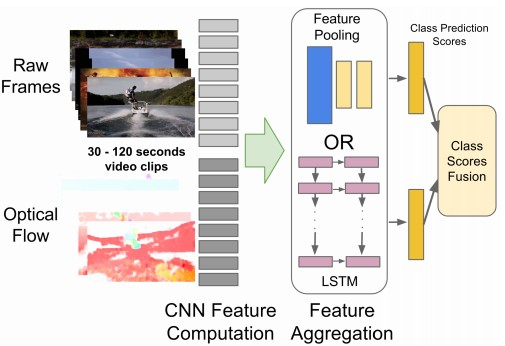 Raw
Frames
30 - 120 seconds
video clips
Optical
Flow
CNN Feature
Computation
Feature
Pooling
OR
LSTM
Feature
Aggregation
Class Prediction
Scores
Class
Scores
Fusion